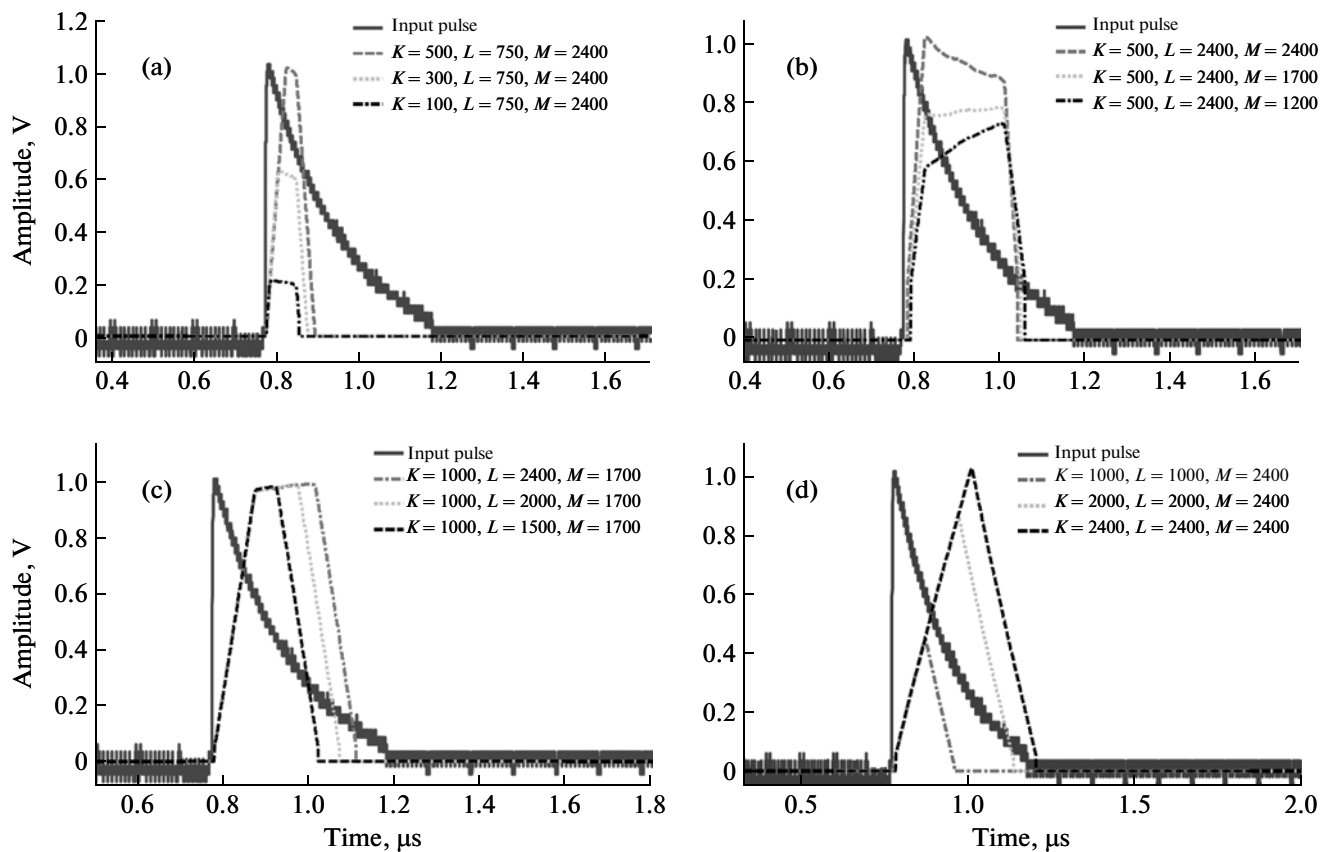 (a)
Input pulse
K = 500, L = 750, M = 2400
K = 300, L = 750, M = 2400
K = 100, L = 750, M = 2400
Amplitude, V
1.2
1.0
0.8
0.6
0.4
0.2
0
0.4 0.6 0.8 1.0 1.2 1.4 1.6
(b)
Input pulse
K = 500, L = 2400, M = 2400
K = 500, L = 2400, M = 1700
K = 500, L = 2400, M = 1200
1.0
0.8
0.6
0.4
0.2
0
0.4 0.6 0.8 1.0 1.2 1.4 1.6
(c)
Input pulse
K = 1000, L = 2400, M = 1700
K = 1000, L = 2000, M = 1700
K = 1000, L = 1500, M = 1700
Amplitude, V
1.0
0.8
0.6
0.4
0.2
0
0.6 0.8 1.0 1.2 1.4 1.6 1.8
Time, μs
(d)
Input pulse
K = 1000, L = 1000, M = 2400
K = 2000, L = 2000, M = 2400
K = 2400, L = 2400, M = 2400
1.0
0.8
0.6
0.4
0.2
0
0.5 1.0 1.5 2.0
Time, μs